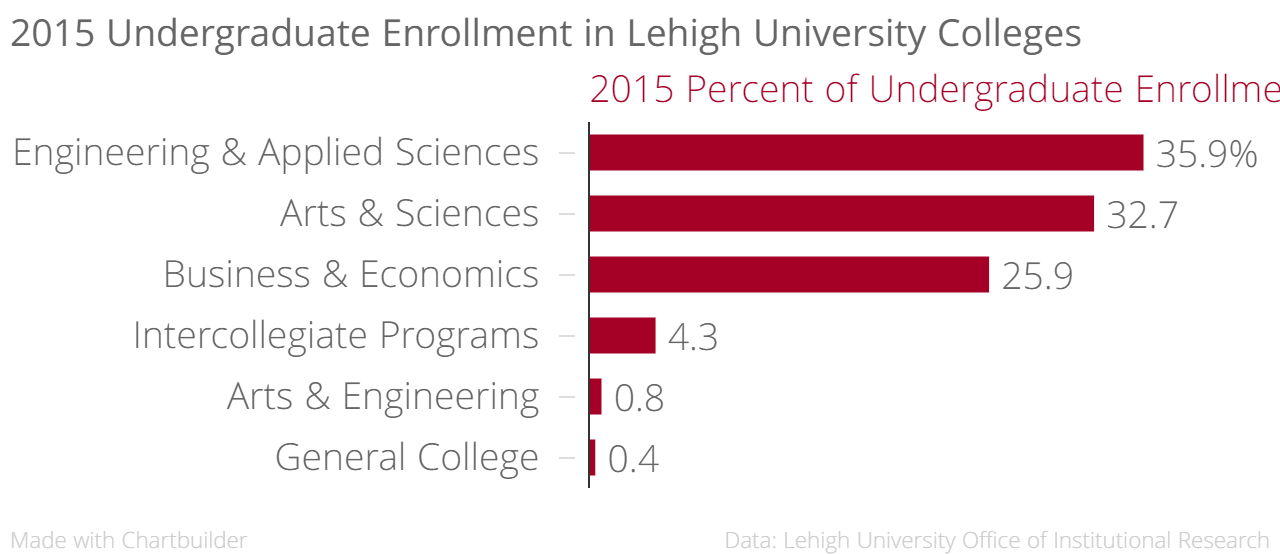 2015 Undergraduate Enrollment in Lehigh University Colleges
2015 Percent of Undergraduate Enrollme
Engineering & Applied Sciences 35.9%
Arts & Sciences 32.7
Business & Economics 25.9
Intercollegiate Programs 4.3
Arts & Engineering 0.8
General College 0.4
Made with Chartbuilder Data: Lehigh University Office of Institutional Research